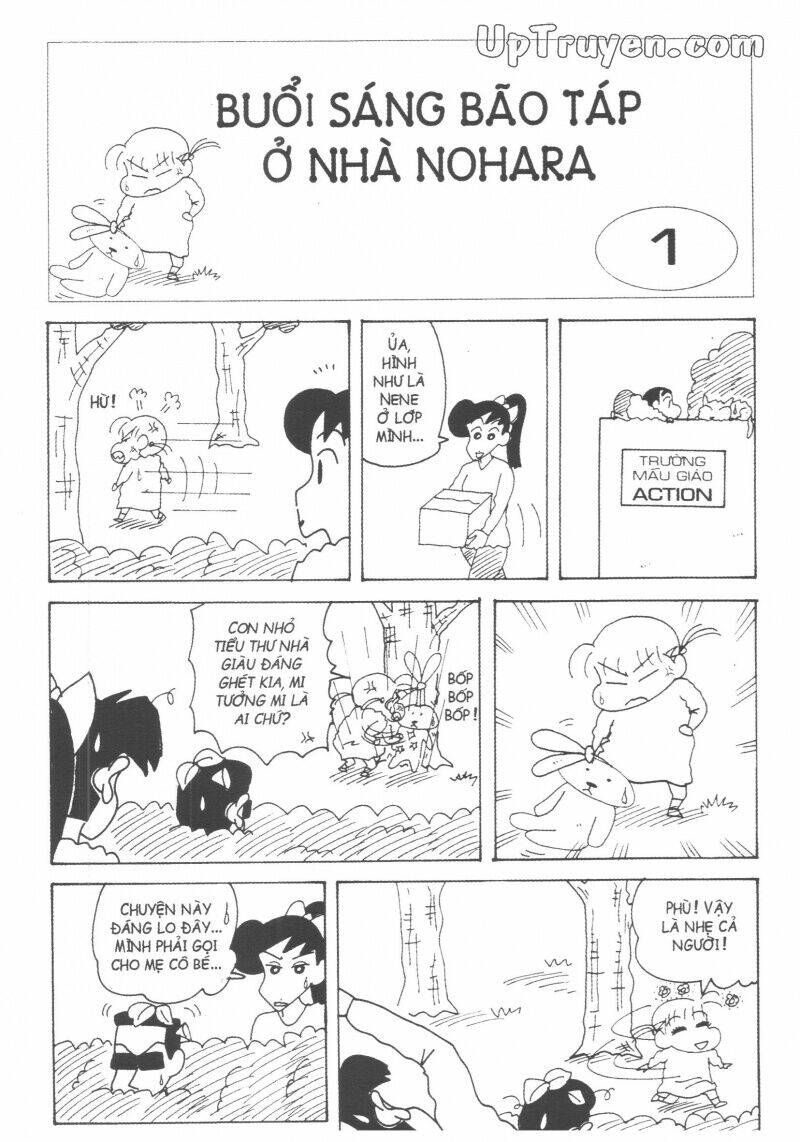 UpTruyen.com
BUỔI SÁNG BÃO TÁP
Ở NHÀ NOHARA
1
HỪ!
ỦA,
HÌNH
NHƯ LÀ
NENE
Ở LỚP
MÌNH...
TRƯỜNG
MẪU GIÁO
ACTION
CON NHỎ
TIỂU THƯ NHÀ
GIÀU ĐÁNG
GHÉT KIA, MI
TƯỞNG MI LÀ
AI CHỨ?
BỐP
BỐP
BỐP!
CHUYỆN NÀY
ĐÁNG LO ĐÂY...
MÌNH PHẢI GỌI
CHO MẸ CÔ BÉ...
PHÙ! VẬY
LÀ NHẸ CẢ
NGƯỜI!